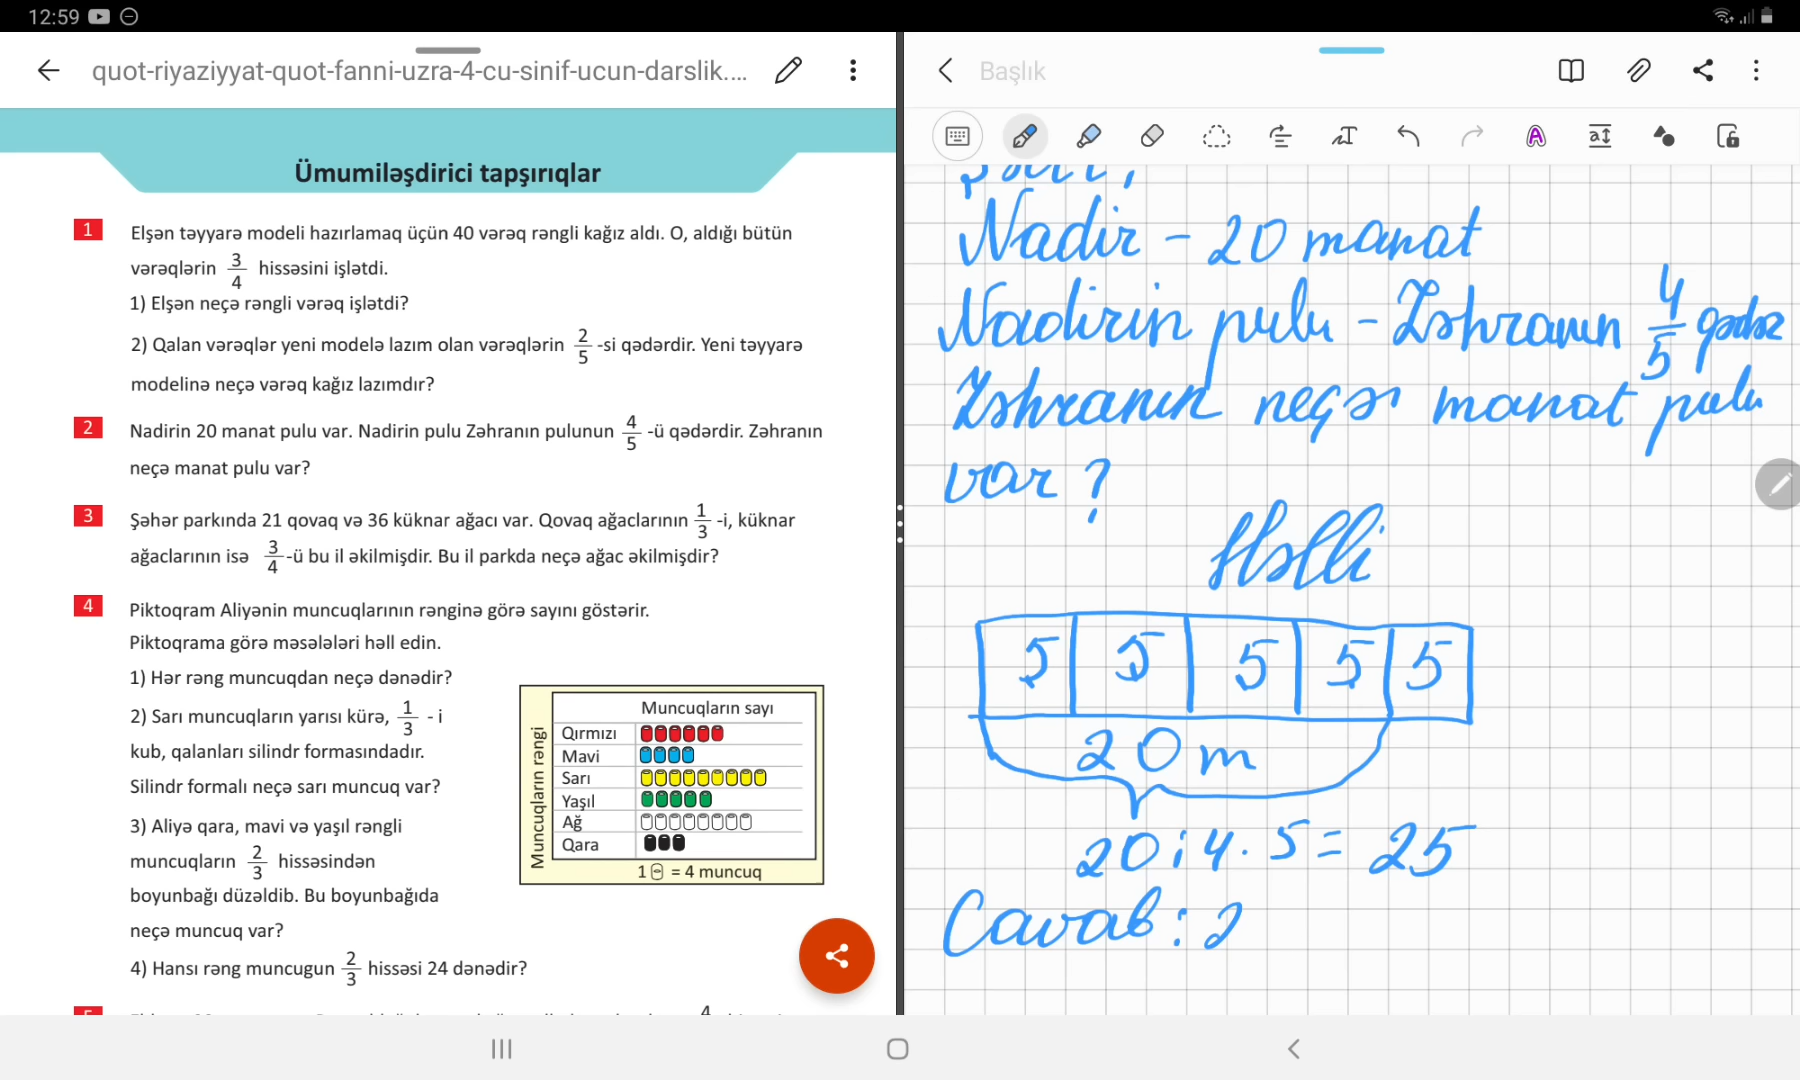 12:59
quot-riyaziyyat-quot-fanni-uzra-4-cu-sinif-ucun-darslik....
Ümumiləşdirici tapşırıqlar
1 Elşən təyyarə modeli hazırlamaq üçün 40 vərəq rəngli kağız aldı. O, aldığı bütün
vərəqlərin 3/4 hissəsini işlətdi.
1) Elşən neçə rəngli vərəq işlətdi?
2) Qalan vərəqlər yeni modelə lazım olan vərəqlərin 2/5 -si qədərdir. Yeni təyyarə
modelinə neçə vərəq kağız lazımdır?
2 Nadirin 20 manat pulu var. Nadirin pulu Zəhranın pulunun 4/5 -ü qədərdir. Zəhranın
neçə manat pulu var?
3 Şəhər parkında 21 qovaq və 36 küknar ağacı var. Qovaq ağaclarının 1/3 -i, küknar
ağaclarının isə 3/4 -ü bu il əkilmişdir. Bu il parkda neçə ağac əkilmişdir?
4 Piktoqram Aliyənin muncuqlarının rənginə görə sayını göstərir.
Piktoqrama görə məsələləri həll edin.
1) Hər rəng muncuqdan neçə dənədir?
2) Sarı muncuqların yarısı kürə, 1/3 - i
kub, qalanları silindr formasındadır.
Silindr formalı neçə sarı muncuq var?
3) Aliyə qara, mavi və yaşıl rəngli
muncuqların 2/3 hissəsindən
boyunbağı düzəldib. Bu boyunbağıda
neçə muncuq var?
4) Hansı rəng muncugun 2/3 hissəsi 24 dənədir?
Muncuqların rəngi
Muncuqların sayı
Qırmızı
Mavi
Sarı
Yaşıl
Ağ
Qara
1 = 4 muncuq
5
Başlık
Nadir - 20 manat
Nadirin pulu - Zəhranın 4/5 qədər
Zəhranın neçə manat pulu
var ?
Həlli
5 5 5 5 5
20 m
20 : 4 . 5 = 25
Cavab : 2